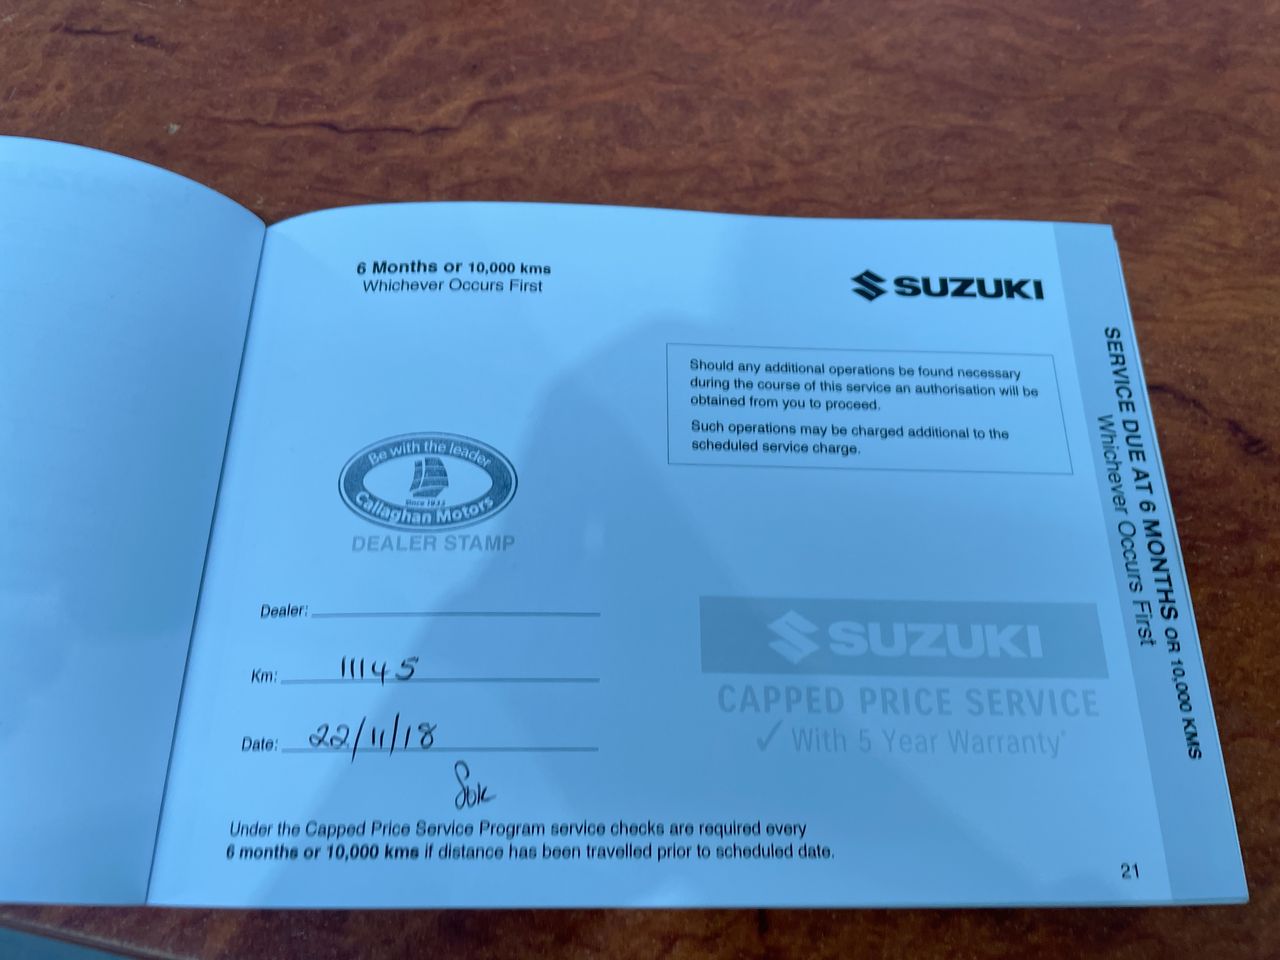 6 Months or 10,000 kms
Whichever Occurs First
SUZUKI
Should any additional operations be found necessary
during the course of this service an authorisation will be
obtained from you to proceed.
Such operations may be charged additional to the
scheduled service charge.
Be with the leader
Since 1933
Callaghan Motors
DEALER STAMP
Dealer:
Km: 11145
Date: 22/11/18
50k
SUZUKI
CAPPED PRICE SERVICE
✓ With 5 Year Warranty*
Under the Capped Price Service Program service checks are required every
6 months or 10,000 kms if distance has been travelled prior to scheduled date.
SERVICE DUE AT 6 MONTHS OR 10,000 KMS
Whichever Occurs First
21